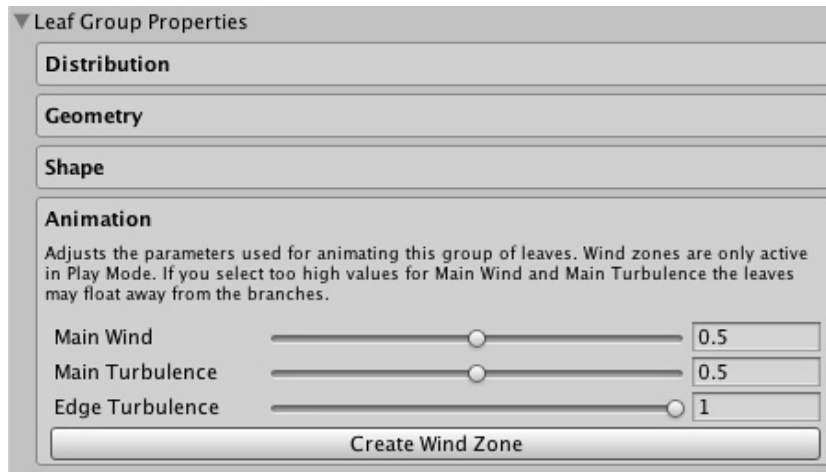 Leaf Group Properties
Distribution
Geometry
Shape
Animation
Adjusts the parameters used for animating this group of leaves. Wind zones are only active
in Play Mode. If you select too high values for Main Wind and Main Turbulence the leaves
may float away from the branches.
Main Wind 0.5
Main Turbulence 0.5
Edge Turbulence 1
Create Wind Zone